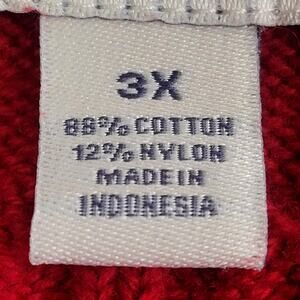 3X
88% COTTON
12% NYLON
MADE IN
INDONESIA